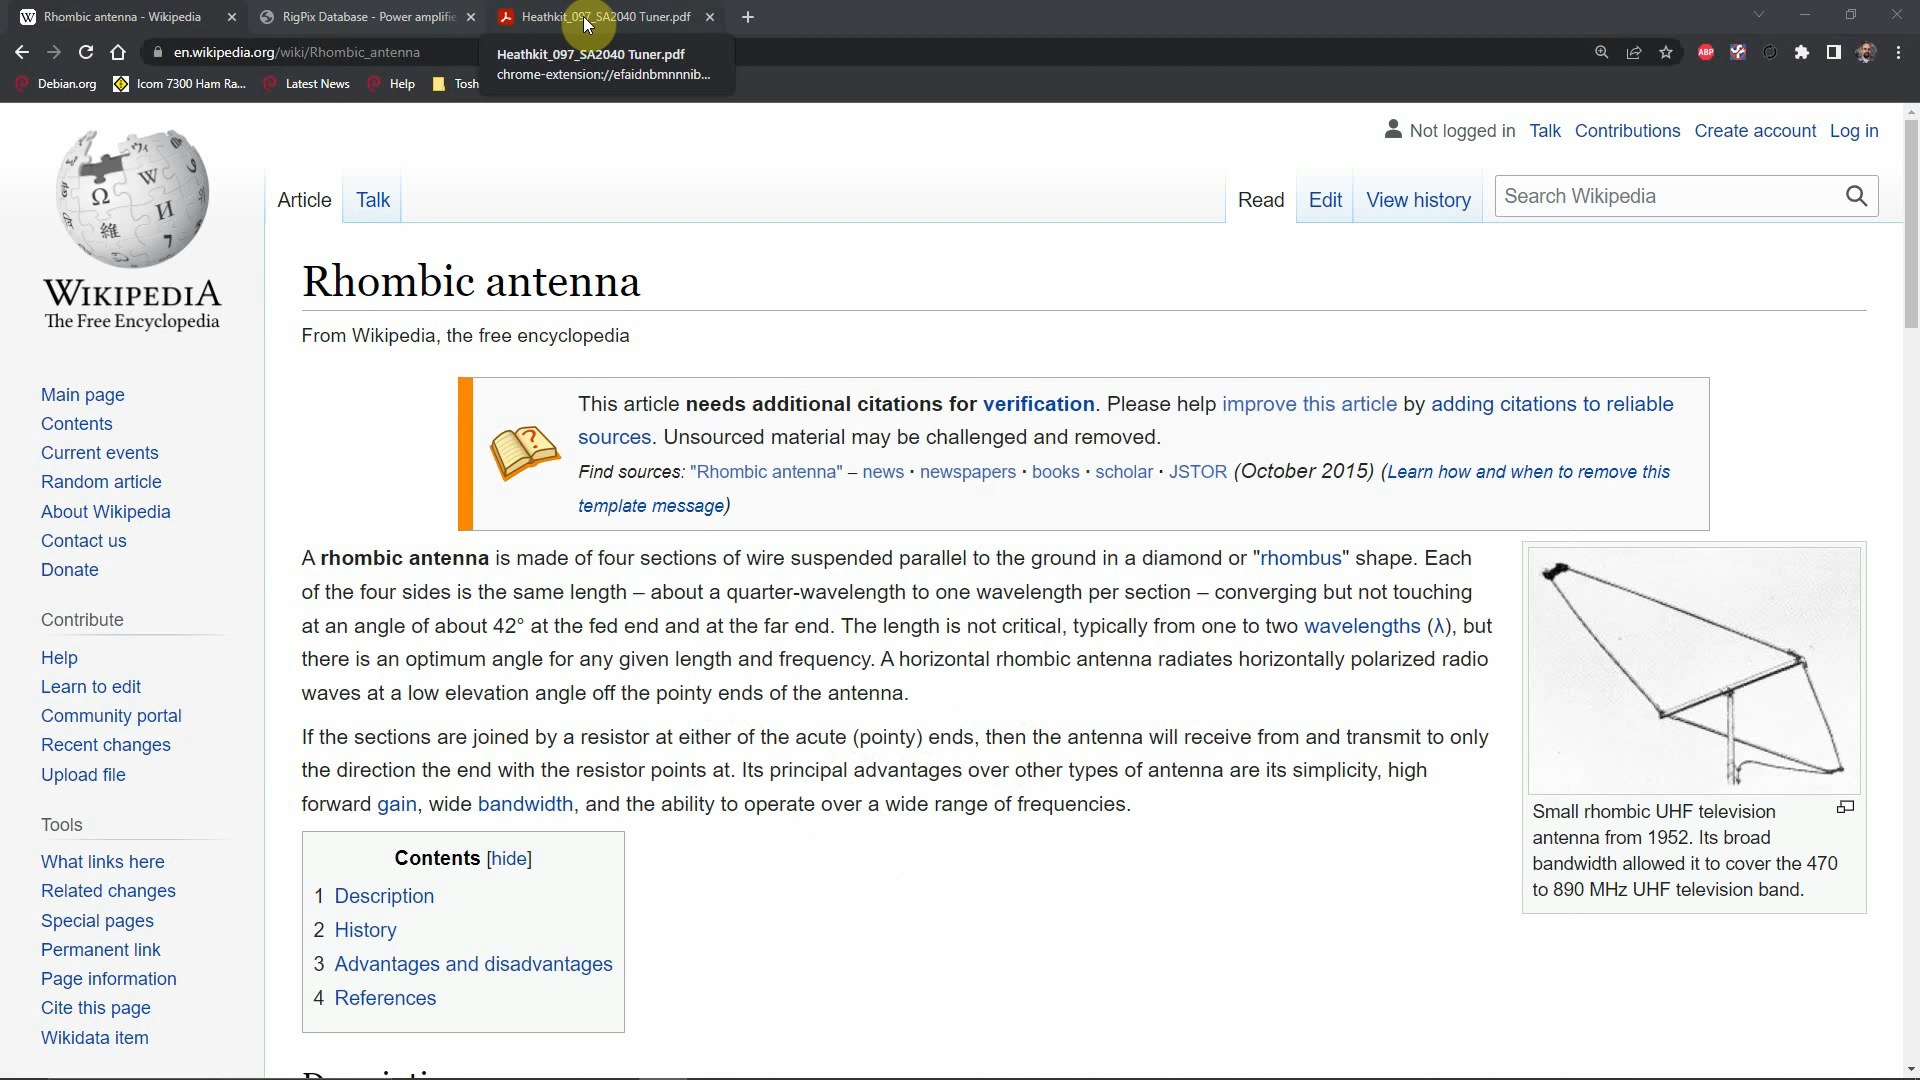 Rhombic antenna - Wikipedia
RigPix Database - Power amplifie
Heathkit_097_SA2040 Tuner.pdf
en.wikipedia.org/wiki/Rhombic_antenna
Heathkit_097_SA2040 Tuner.pdf
chrome-extension://efaidnbmnnnib...
ABP
Debian.org
Icom 7300 Ham Ra...
Latest News
Help
Tosh
Not logged in Talk Contributions Create account Log in
Article Talk
Read Edit View history
Search Wikipedia
WIKIPEDIA
The Free Encyclopedia
Main page
Contents
Current events
Random article
About Wikipedia
Contact us
Donate
Contribute
Help
Learn to edit
Community portal
Recent changes
Upload file
Tools
What links here
Related changes
Special pages
Permanent link
Page information
Cite this page
Wikidata item
Rhombic antenna
From Wikipedia, the free encyclopedia
This article needs additional citations for verification. Please help improve this article by adding citations to reliable
sources. Unsourced material may be challenged and removed.
Find sources: "Rhombic antenna" – news · newspapers · books · scholar · JSTOR (October 2015) (Learn how and when to remove this
template message)
A rhombic antenna is made of four sections of wire suspended parallel to the ground in a diamond or "rhombus" shape. Each
of the four sides is the same length – about a quarter-wavelength to one wavelength per section – converging but not touching
at an angle of about 42° at the fed end and at the far end. The length is not critical, typically from one to two wavelengths (λ), but
there is an optimum angle for any given length and frequency. A horizontal rhombic antenna radiates horizontally polarized radio
waves at a low elevation angle off the pointy ends of the antenna.
If the sections are joined by a resistor at either of the acute (pointy) ends, then the antenna will receive from and transmit to only
the direction the end with the resistor points at. Its principal advantages over other types of antenna are its simplicity, high
forward gain, wide bandwidth, and the ability to operate over a wide range of frequencies.
Small rhombic UHF television
antenna from 1952. Its broad
bandwidth allowed it to cover the 470
to 890 MHz UHF television band.
Contents [hide]
1 Description
2 History
3 Advantages and disadvantages
4 References